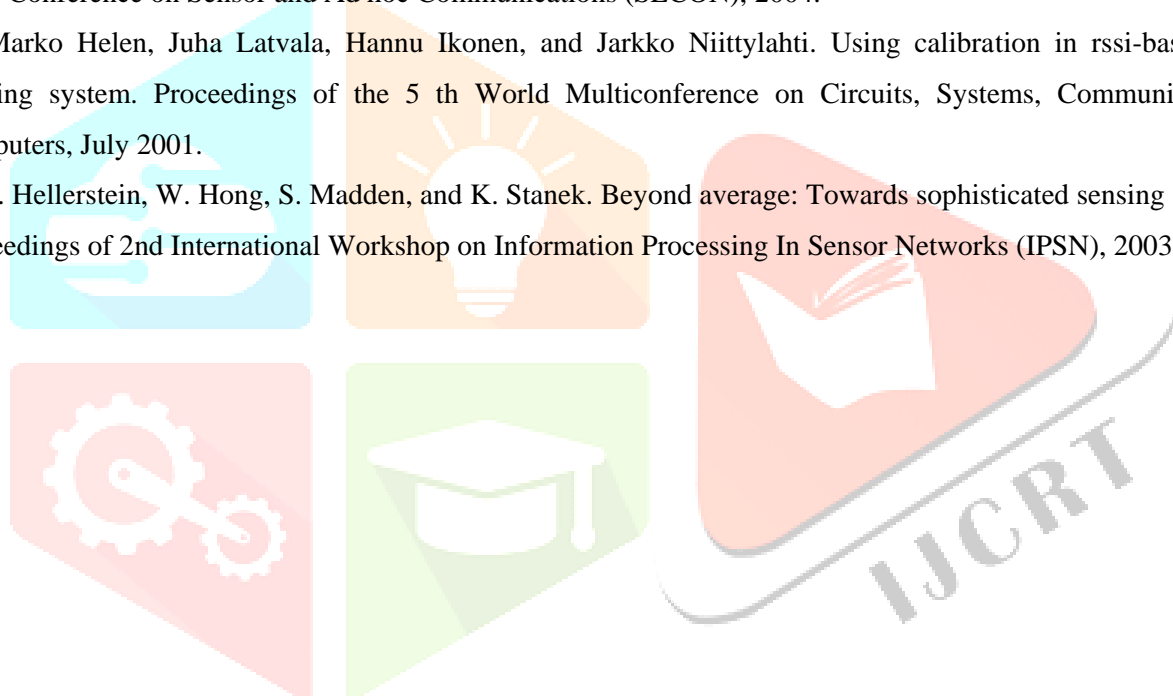 Conference on Sensor and Ad hoc Communications (SECON), 2004.
Marko Helen, Juha Latvala, Hannu Ikonen, and Jarkko Niittylahti. Using calibration in rssi-bas
ing system. Proceedings of the 5 th World Multiconference on Circuits, Systems, Communi
puters, July 2001.
. Hellerstein, W. Hong, S. Madden, and K. Stanek. Beyond average: Towards sophisticated sensing
eedings of 2nd International Workshop on Information Processing In Sensor Networks (IPSN), 2003
IJCRT